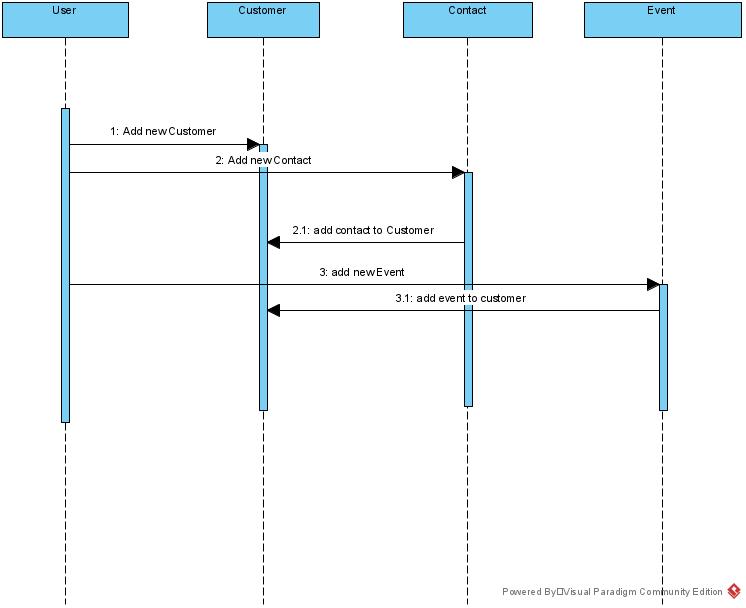 User
Customer
Contact
Event
1: Add new Customer
2: Add new Contact
2.1: add contact to Customer
3: add new Event
3.1: add event to customer
Powered By□Visual Paradigm Community Edition